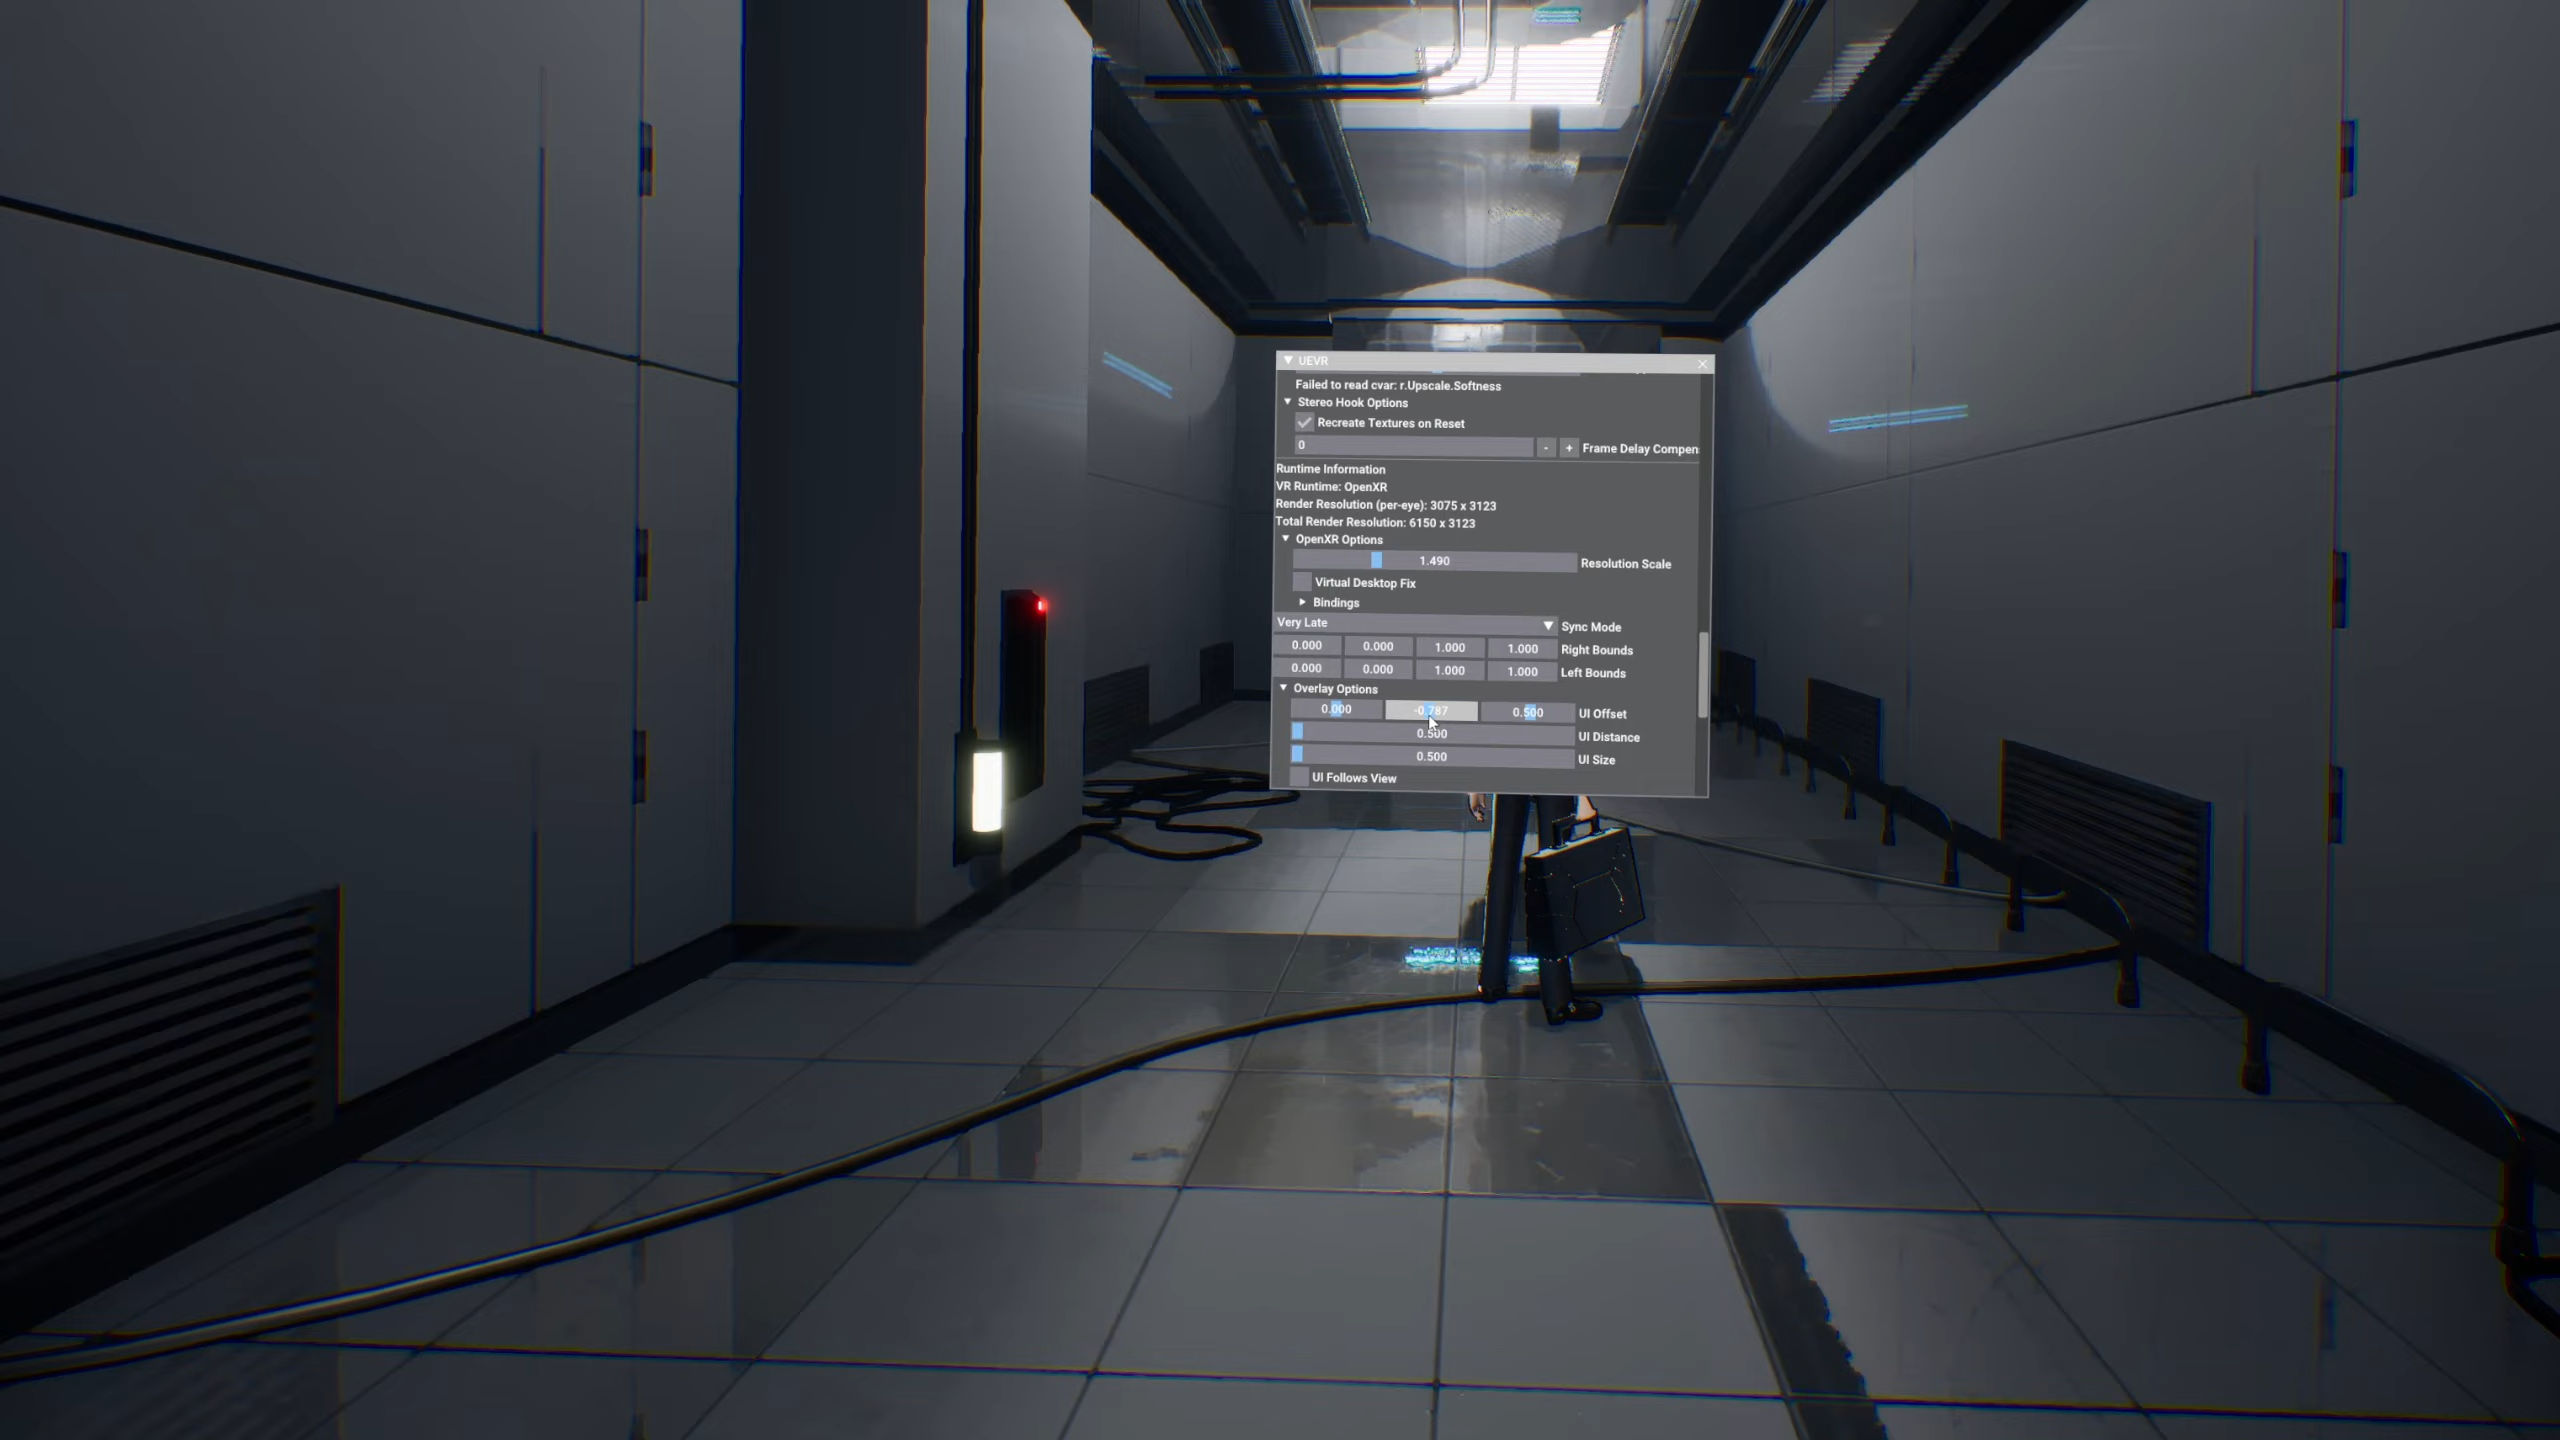 UEVR
Failed to read cvar: r.Upscale.Softness
Stereo Hook Options
Recreate Textures on Reset
0 - + Frame Delay Compen
Runtime Information
VR Runtime: OpenXR
Render Resolution (per-eye): 3075 x 3123
Total Render Resolution: 6150 x 3123
OpenXR Options
1.490 Resolution Scale
Virtual Desktop Fix
Bindings
Very Late Sync Mode
0.000 0.000 1.000 1.000 Right Bounds
0.000 0.000 1.000 1.000 Left Bounds
Overlay Options
0.000 -0.787 0.500 UI Offset
0.500 UI Distance
0.500 UI Size
UI Follows View